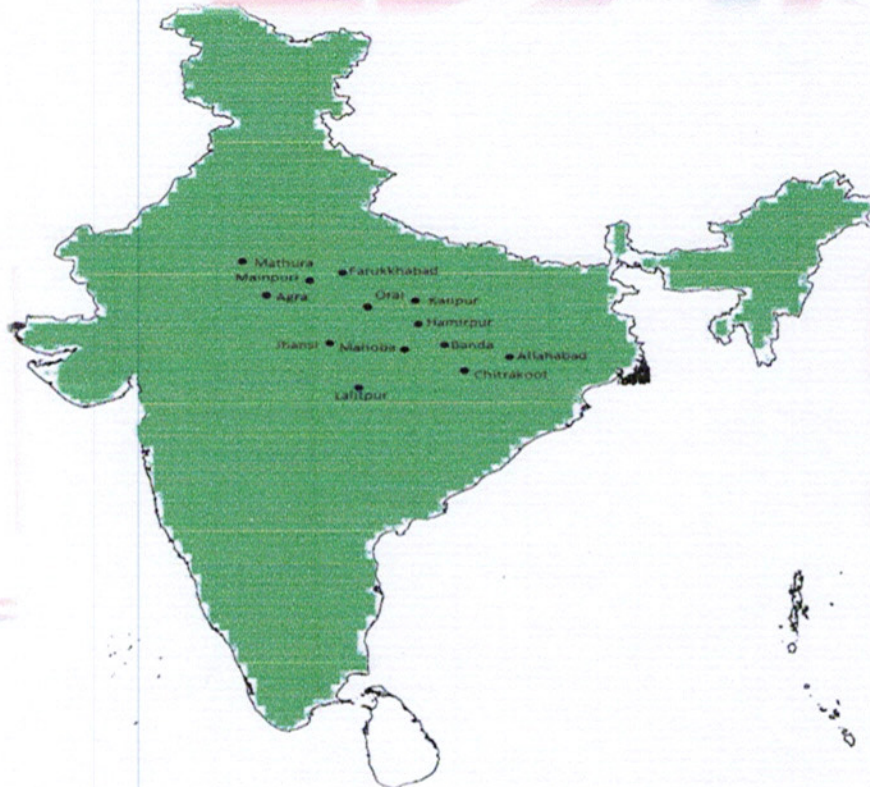 Mathura
Farukkhabad
Mainpuri
Agra
Orai
Kanpur
Hamirpur
Jhansi
Mahoba
Banda
Allahabad
Chitrakoot
Lalitpur